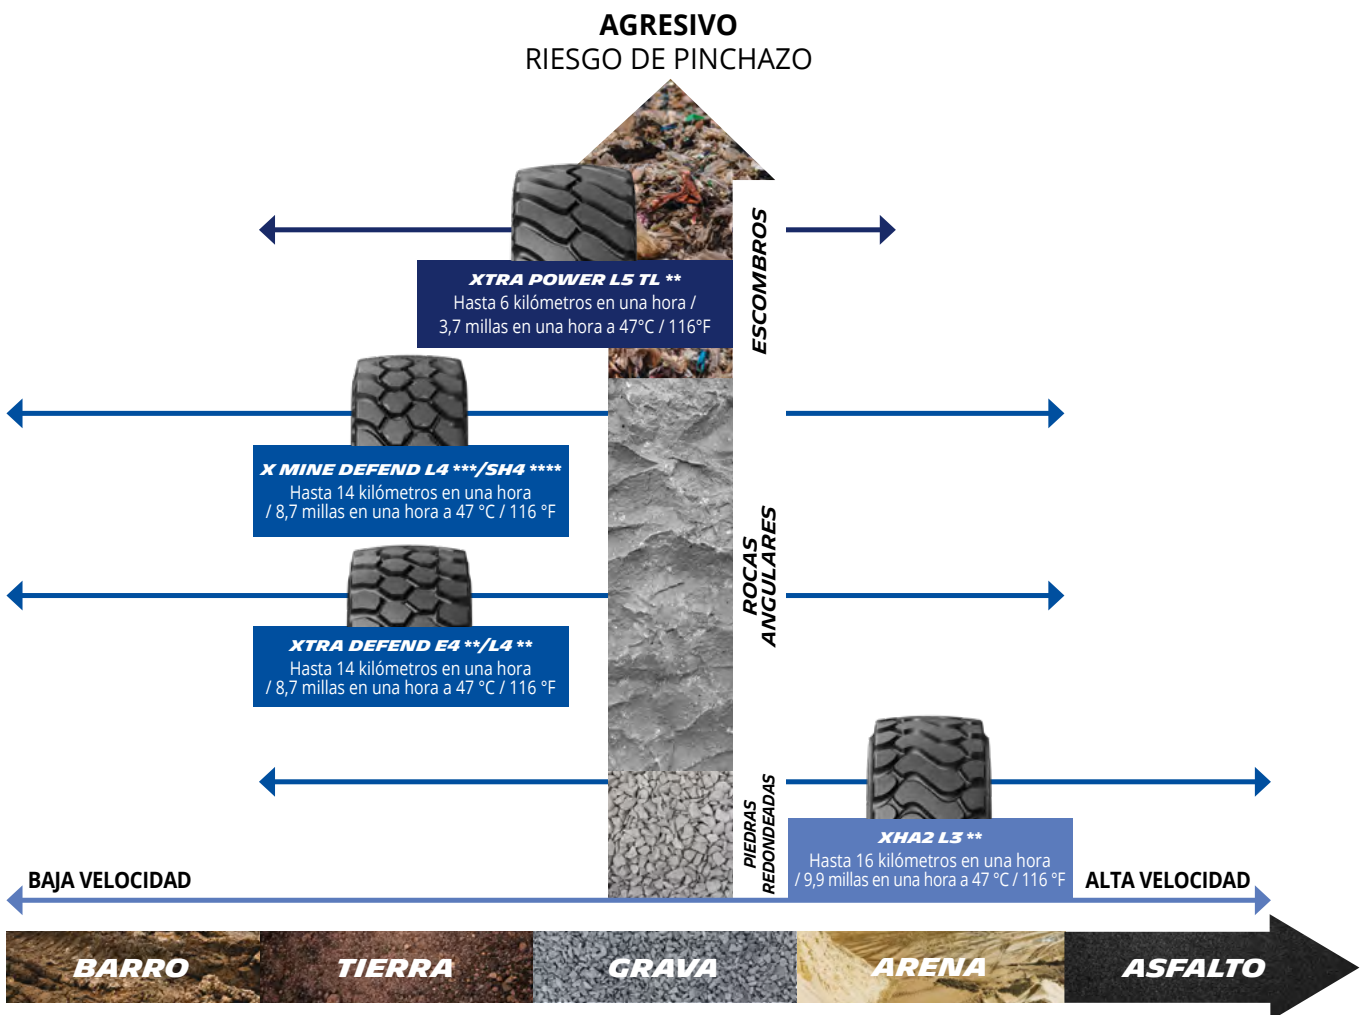 AGRESIVO
RIESGO DE PINCHAZO
ESCOMBROS
XTRA POWER L5 TL **
Hasta 6 kilómetros en una hora /
3,7 millas en una hora a 47°C / 116°F
X MINE DEFEND L4 ***/SH4 ****
Hasta 14 kilómetros en una hora
/ 8,7 millas en una hora a 47 °C / 116 °F
ROCAS
ANGULARES
XTRA DEFEND E4 **/L4 **
Hasta 14 kilómetros en una hora
/ 8,7 millas en una hora a 47 °C / 116 °F
PIEDRAS
REDONDEADAS
XHA2 L3 **
Hasta 16 kilómetros en una hora
/ 9,9 millas en una hora a 47 °C / 116 °F
BAJA VELOCIDAD
ALTA VELOCIDAD
BARRO
TIERRA
GRAVA
ARENA
ASFALTO